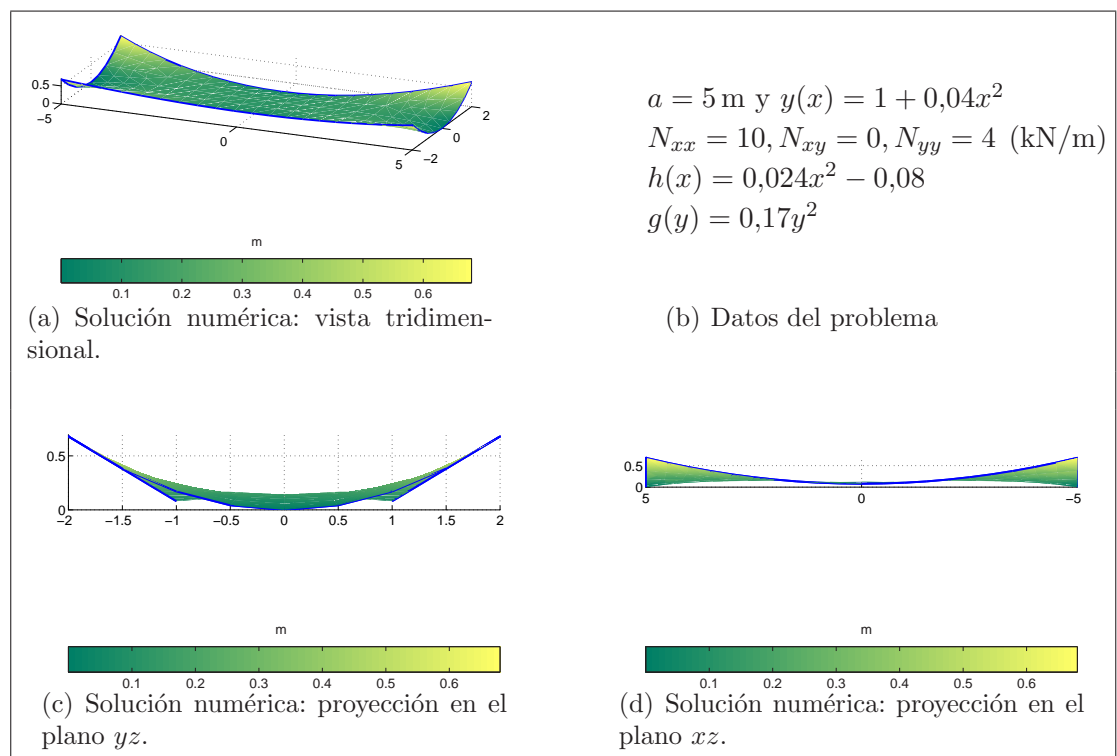 0.5
0
−5
0
5
−2
0
2
m
0.1 0.2 0.3 0.4 0.5 0.6
(a) Solución numérica: vista tridimen-
sional.
a = 5 m y y(x) = 1 + 0,04x²
N_xx = 10, N_xy = 0, N_yy = 4 (kN/m)
h(x) = 0,024x² − 0,08
g(y) = 0,17y²
(b) Datos del problema
0.5
0
−2 −1.5 −1 −0.5 0 0.5 1 1.5 2
m
0.1 0.2 0.3 0.4 0.5 0.6
(c) Solución numérica: proyección en el
plano yz.
0.5
0
5 0 −5
m
0.1 0.2 0.3 0.4 0.5 0.6
(d) Solución numérica: proyección en el
plano xz.